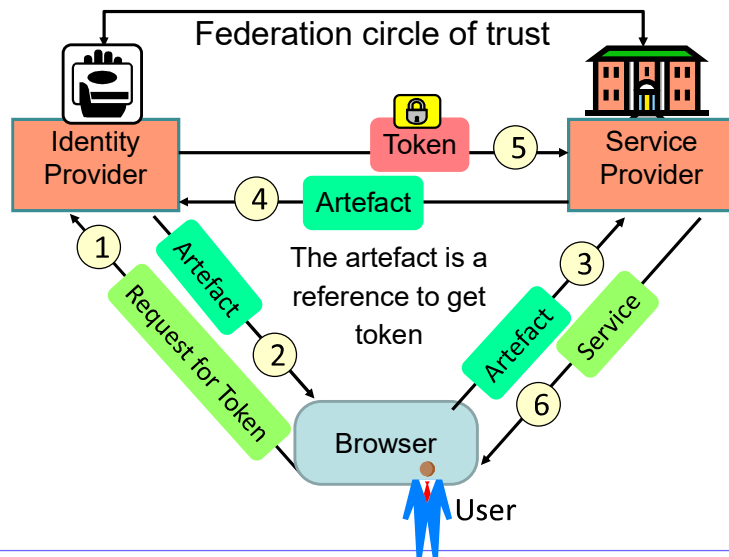 Federation circle of trust
Identity
Provider
Service
Provider
Token
5
4
Artefact
1
Artefact
The artefact is a
reference to get
token
3
Request for Token
2
Artefact
Service
6
Browser
User